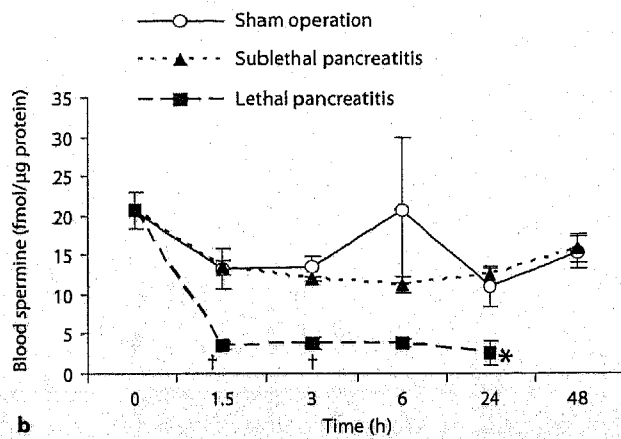 Sham operation
Sublethal pancreatitis
Lethal pancreatitis
Blood spermine (fmol/µg protein)
35
30
25
20
15
10
5
0
†
†
*
0 1.5 3 6 24 48
b Time (h)